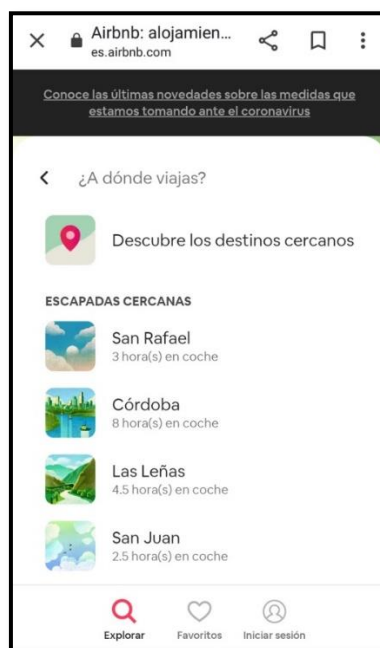 Airbnb: alojamien...
es.airbnb.com
Conoce las últimas novedades sobre las medidas que
estamos tomando ante el coronavirus
¿A dónde viajas?
Descubre los destinos cercanos
ESCAPADAS CERCANAS
San Rafael
3 hora(s) en coche
Córdoba
8 hora(s) en coche
Las Leñas
4.5 hora(s) en coche
San Juan
2.5 hora(s) en coche
Explorar Favoritos Iniciar sesión